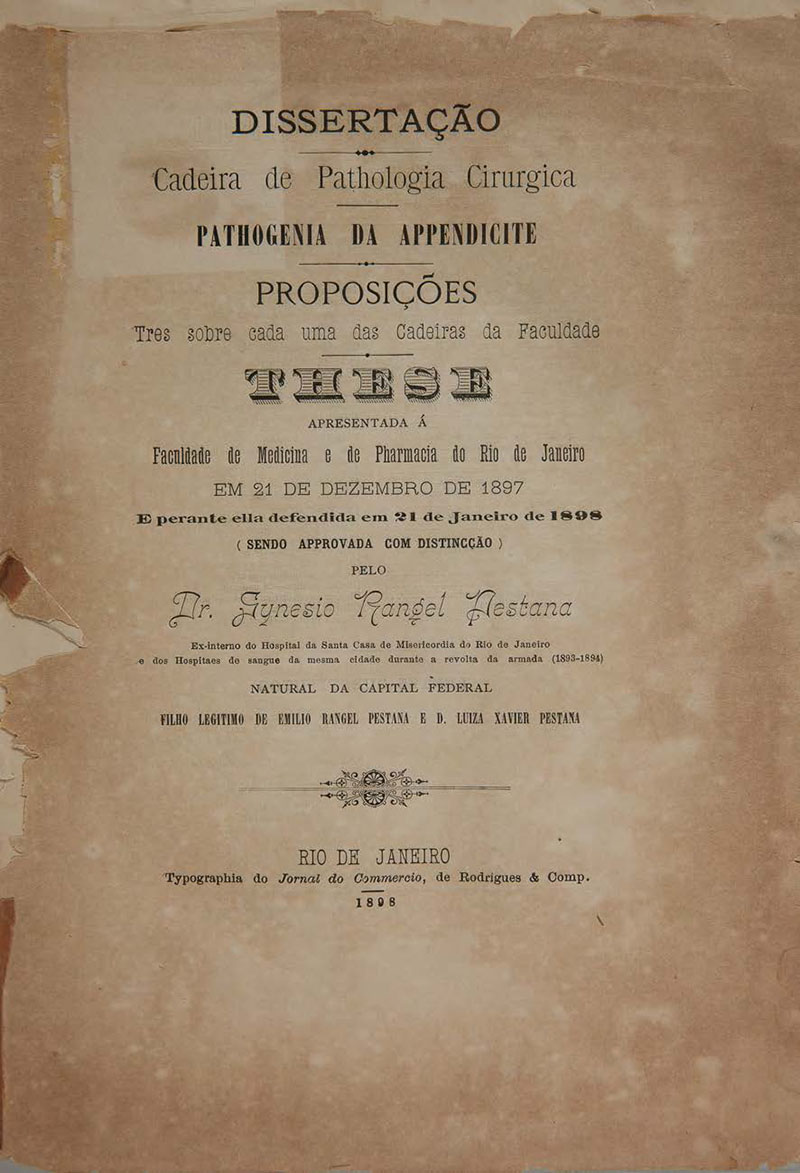 DISSERTAÇÃO
Cadeira de Pathologia Cirurgica
PATHOGENIA DA APPENDICITE
PROPOSIÇÕES
Tres sobre cada uma das Cadeiras da Faculdade
THESE
APRESENTADA Á
Faculdade de Medicina e de Pharmacia do Rio de Janeiro
EM 21 DE DEZEMBRO DE 1897
E perante ella defendida em 21 de Janeiro de 1898
( SENDO APPROVADA COM DISTINCÇÃO )
PELO
Dr. Agnesio Rangel Pestana
Ex-interno do Hospital da Santa Casa de Misericordia do Rio de Janeiro
e dos Hospitaes de sangue da mesma cidade durante a revolta da armada (1893-1894)
NATURAL DA CAPITAL FEDERAL
FILHO LEGITIMO DE EMILIO RANGEL PESTANA E D. LUIZA XAVIER PESTANA
RIO DE JANEIRO
Typographia do Jornal do Commercio, de Rodrigues & Comp.
1898